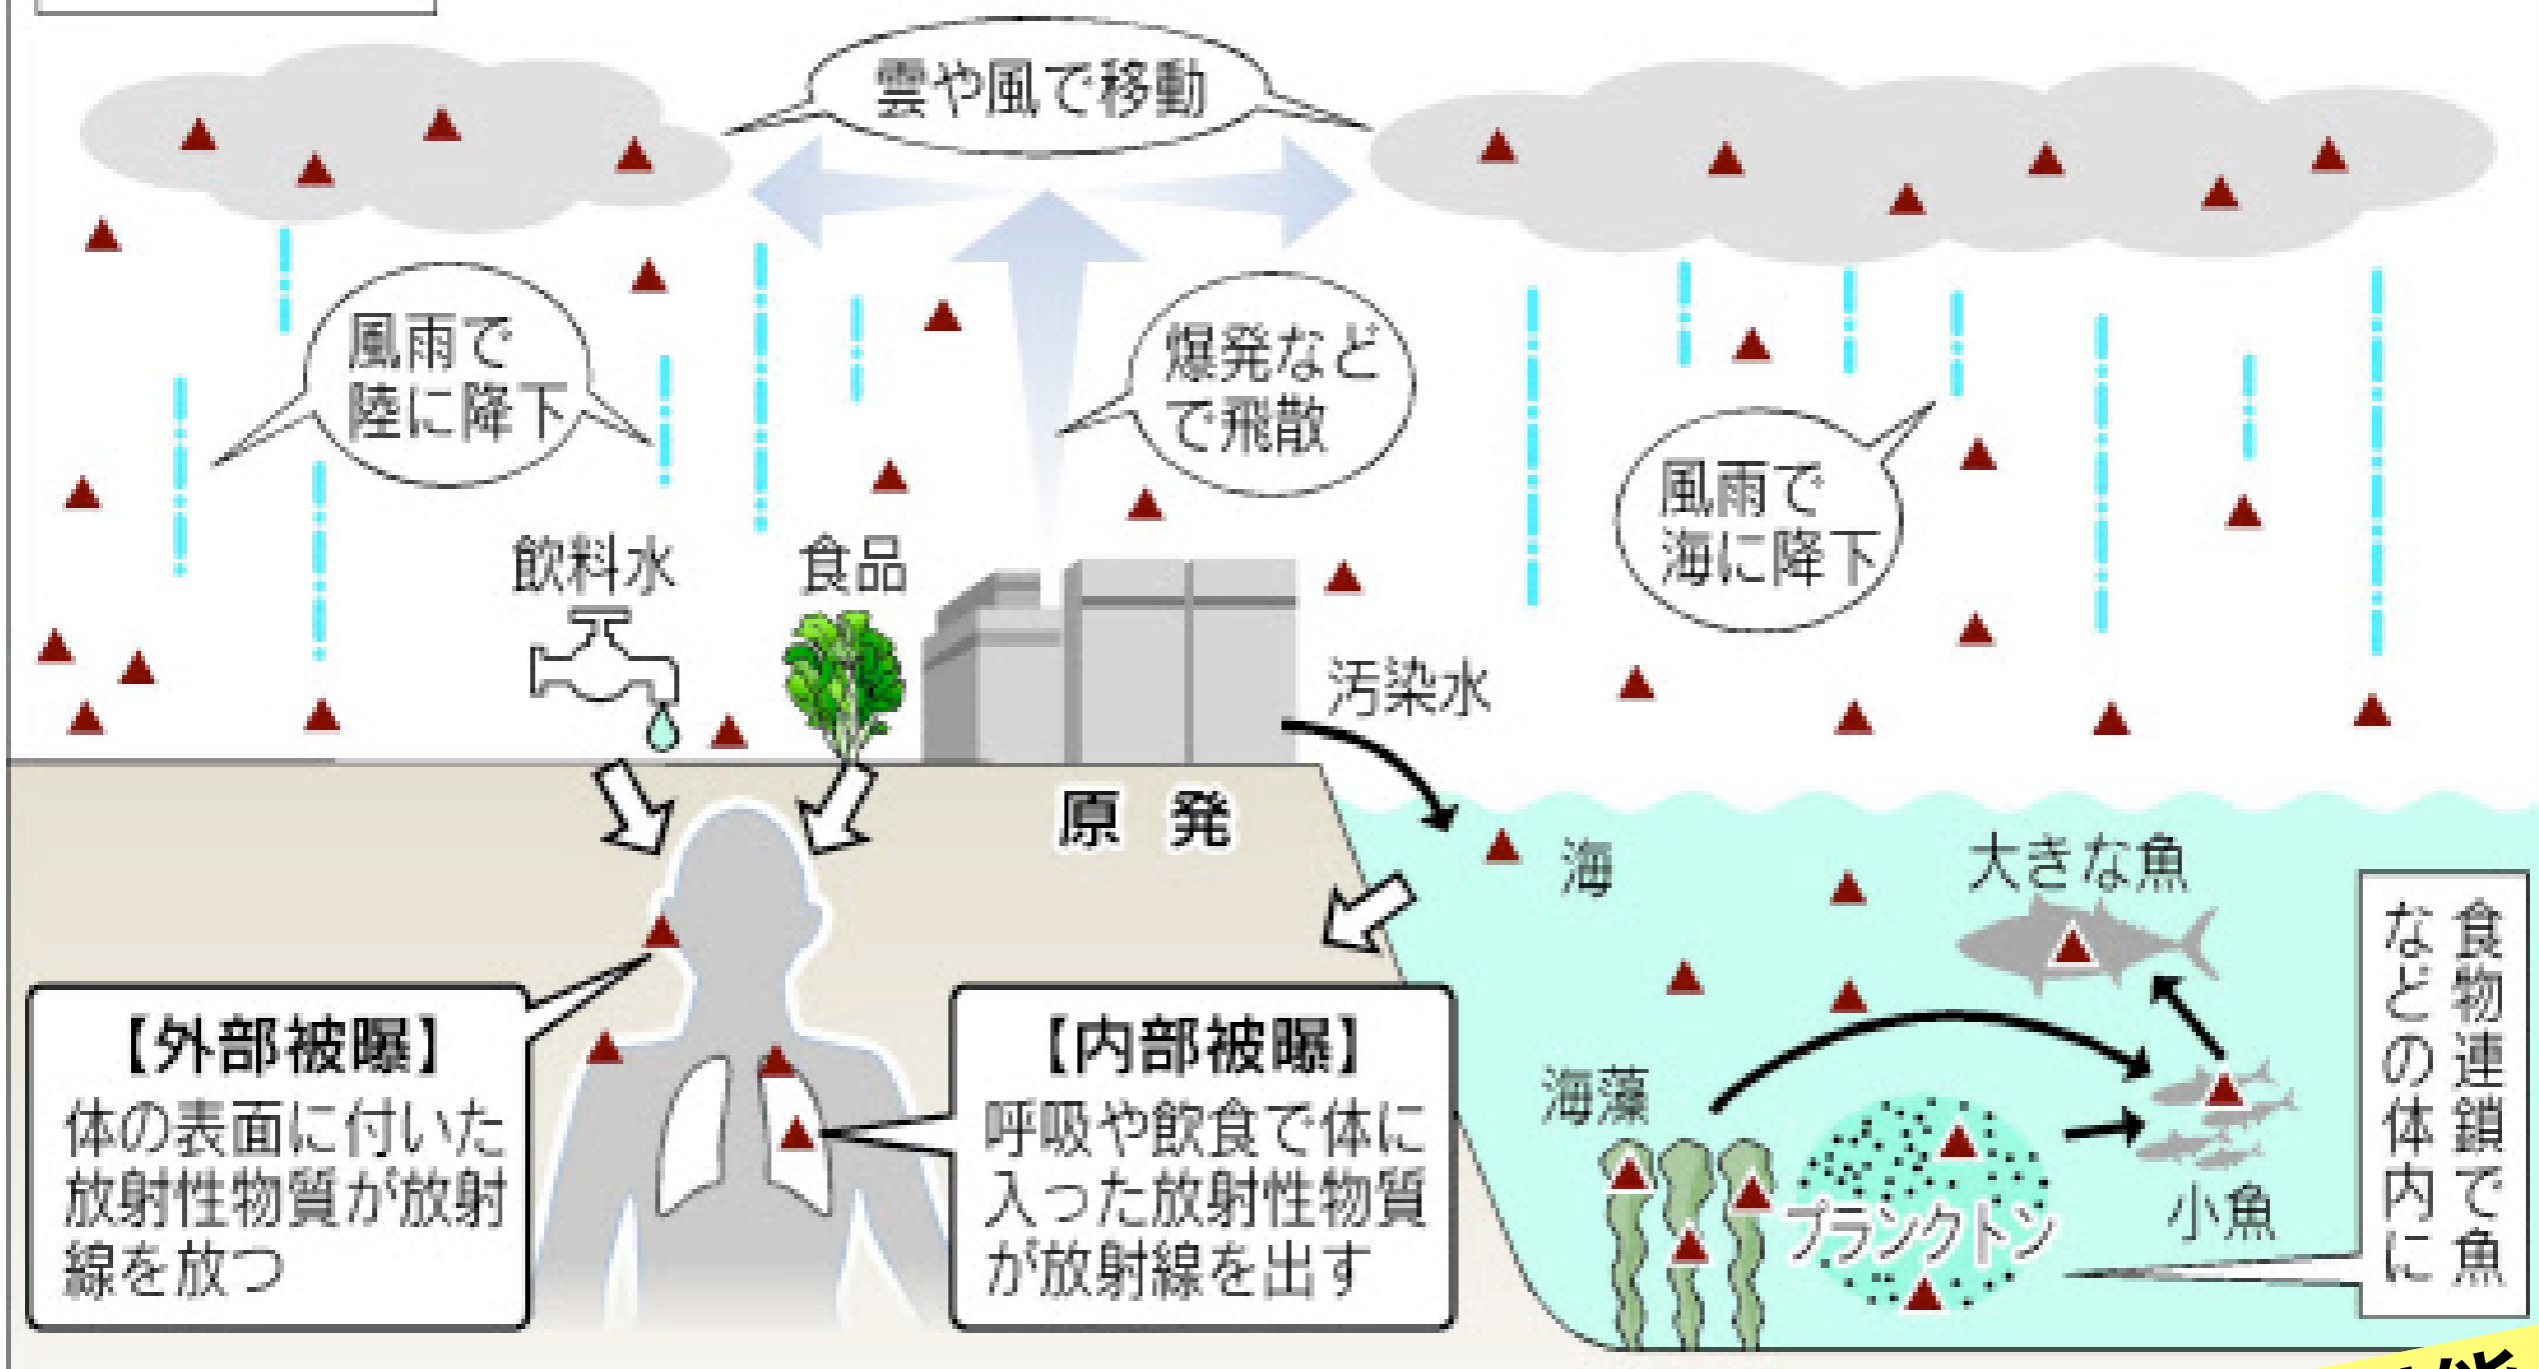 雲や風で移動
風雨で
陸に降下
爆発など
で飛散
風雨で
海に降下
飲料水
食品
汚染水
原発
海
大きな魚
食物連鎖で魚
などの体内に
【外部被曝】
体の表面に付いた
放射性物質が放射
線を放つ
【内部被曝】
呼吸や飲食で体に
入った放射性物質
が放射線を出す
海藻
プランクトン
小魚